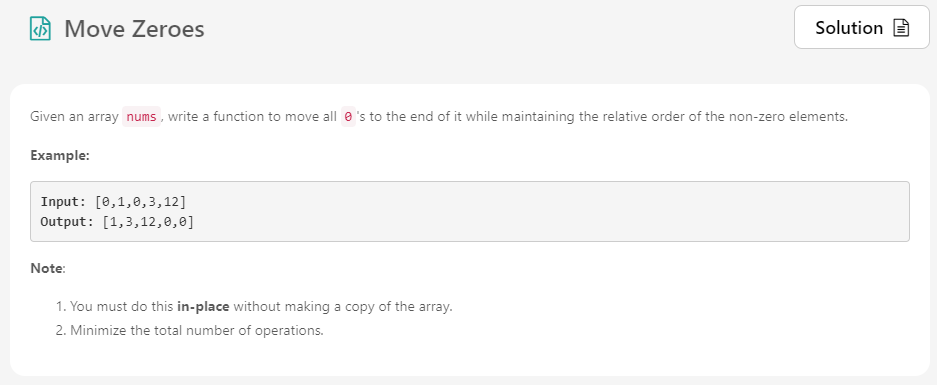 Move Zeroes
Solution
Given an array nums, write a function to move all 0's to the end of it while maintaining the relative order of the non-zero elements.
Example:
Input: [0,1,0,3,12]
Output: [1,3,12,0,0]
Note:
1. You must do this in-place without making a copy of the array.
2. Minimize the total number of operations.